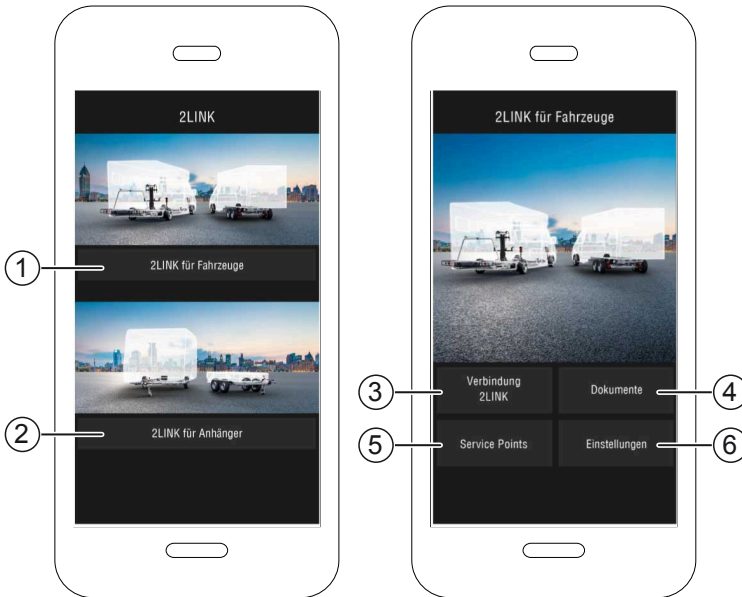 2LINK
1
2LINK für Fahrzeuge
2
2LINK für Anhänger
2LINK für Fahrzeuge
3
Verbindung
2LINK
Dokumente
4
5
Service Points
Einstellungen
6